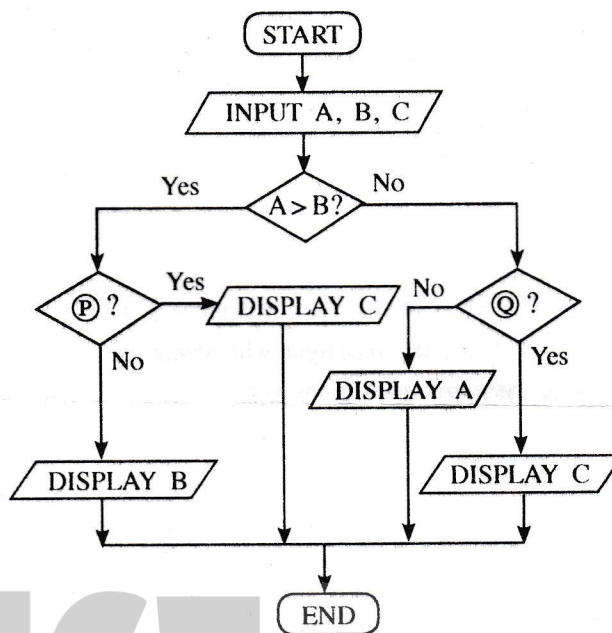 START
INPUT A, B, C
Yes
A > B?
No
Ⓟ ?
Yes
DISPLAY C
No
Ⓠ ?
No
Yes
DISPLAY A
DISPLAY B
DISPLAY C
END